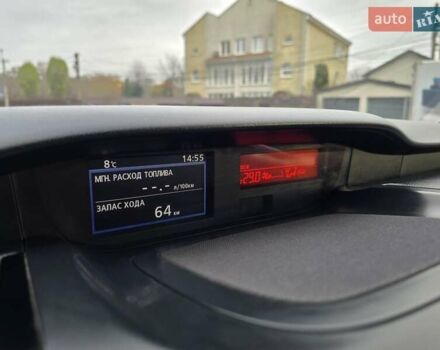 auto RIA
8°C 14:55
МГН. РАСХОД ТОПЛИВА
--.- л/100км
ЗАПАС ХОДА
64 км